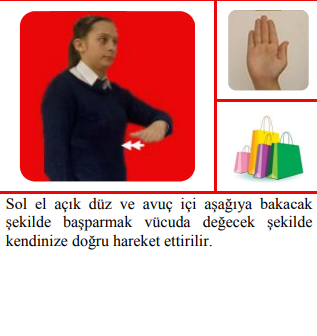 Sol el açık düz ve avuç içi aşağıya bakacak
şekilde başparmak vücuda değecek şekilde
kendinize doğru hareket ettirilir.